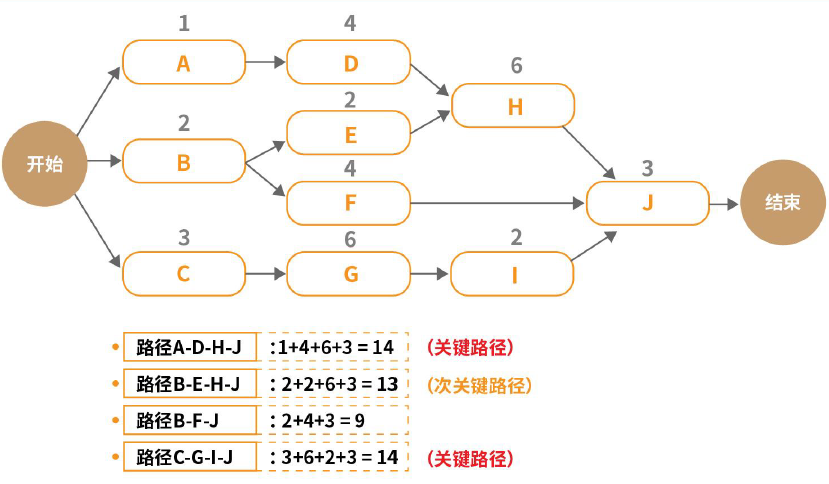 1
4
A
D
6
2
H
2
E
开始
B
4
3
F
J
结束
3
6
2
C
G
I
路径A-D-H-J :1+4+6+3 = 14 (关键路径)
路径B-E-H-J : 2+2+6+3 = 13 (次关键路径)
路径B-F-J : 2+4+3 = 9
路径C-G-I-J : 3+6+2+3 = 14 (关键路径)